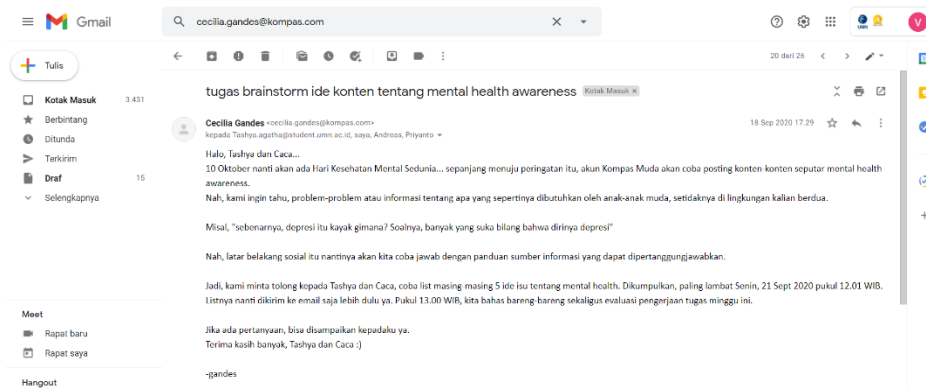 Gmail
cecilia.gandes@kompas.com
V
Tulis
20 dari 26
Kotak Masuk 3.431
Berbintang
Ditunda
Terkirim
Draf 15
Selengkapnya
tugas brainstorm ide konten tentang mental health awareness Kotak Masuk ×
Cecilia Gandes <cecilia.gandes@kompas.com> 18 Sep 2020 17.29
kepada Tashya.agatha@student.umn.ac.id, saya, Andreas, Priyanto
Halo, Tashya dan Caca...
10 Oktober nanti akan ada Hari Kesehatan Mental Sedunia... sepanjang menuju peringatan itu, akun Kompas Muda akan coba posting konten-konten seputar mental health
awareness.
Nah, kami ingin tahu, problem-problem atau informasi tentang apa yang sepertinya dibutuhkan oleh anak-anak muda, setidaknya di lingkungan kalian berdua.
Misal, "sebenarnya, depresi itu kayak gimana? Soalnya, banyak yang suka bilang bahwa dirinya depresi"
Nah, latar belakang sosial itu nantinya akan kita coba jawab dengan panduan sumber informasi yang dapat dipertanggungjawabkan.
Jadi, kami minta tolong kepada Tashya dan Caca, coba list masing-masing 5 ide isu tentang mental health. Dikumpulkan, paling lambat Senin, 21 Sept 2020 pukul 12.01 WIB.
Listnya nanti dikirim ke email saja lebih dulu ya. Pukul 13.00 WIB, kita bahas bareng-bareng sekaligus evaluasi pengerjaan tugas minggu ini.
Jika ada pertanyaan, bisa disampaikan kepadaku ya.
Terima kasih banyak, Tashya dan Caca :)
-gandes
Meet
Rapat baru
Rapat saya
Hangout